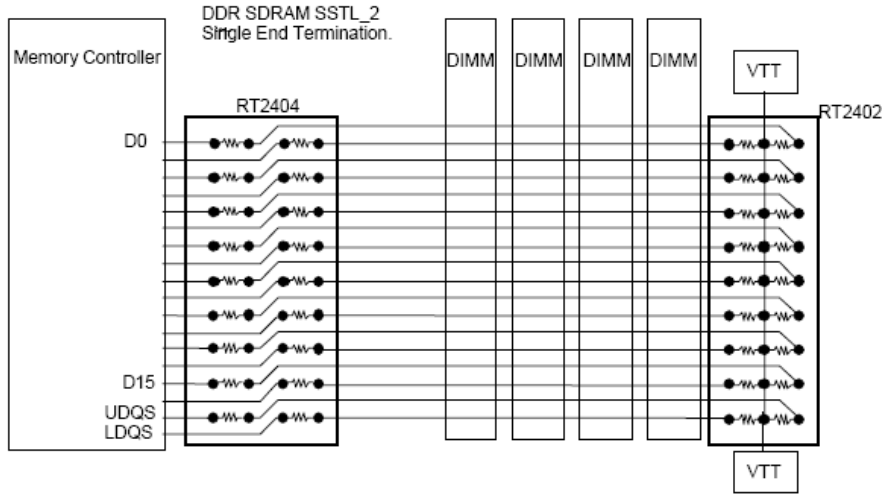 DDR SDRAM SSTL_2
Single End Termination.
Memory Controller
DIMM
DIMM
DIMM
DIMM
VTT
RT2404
RT2402
D0
D15
UDQS
LDQS
VTT